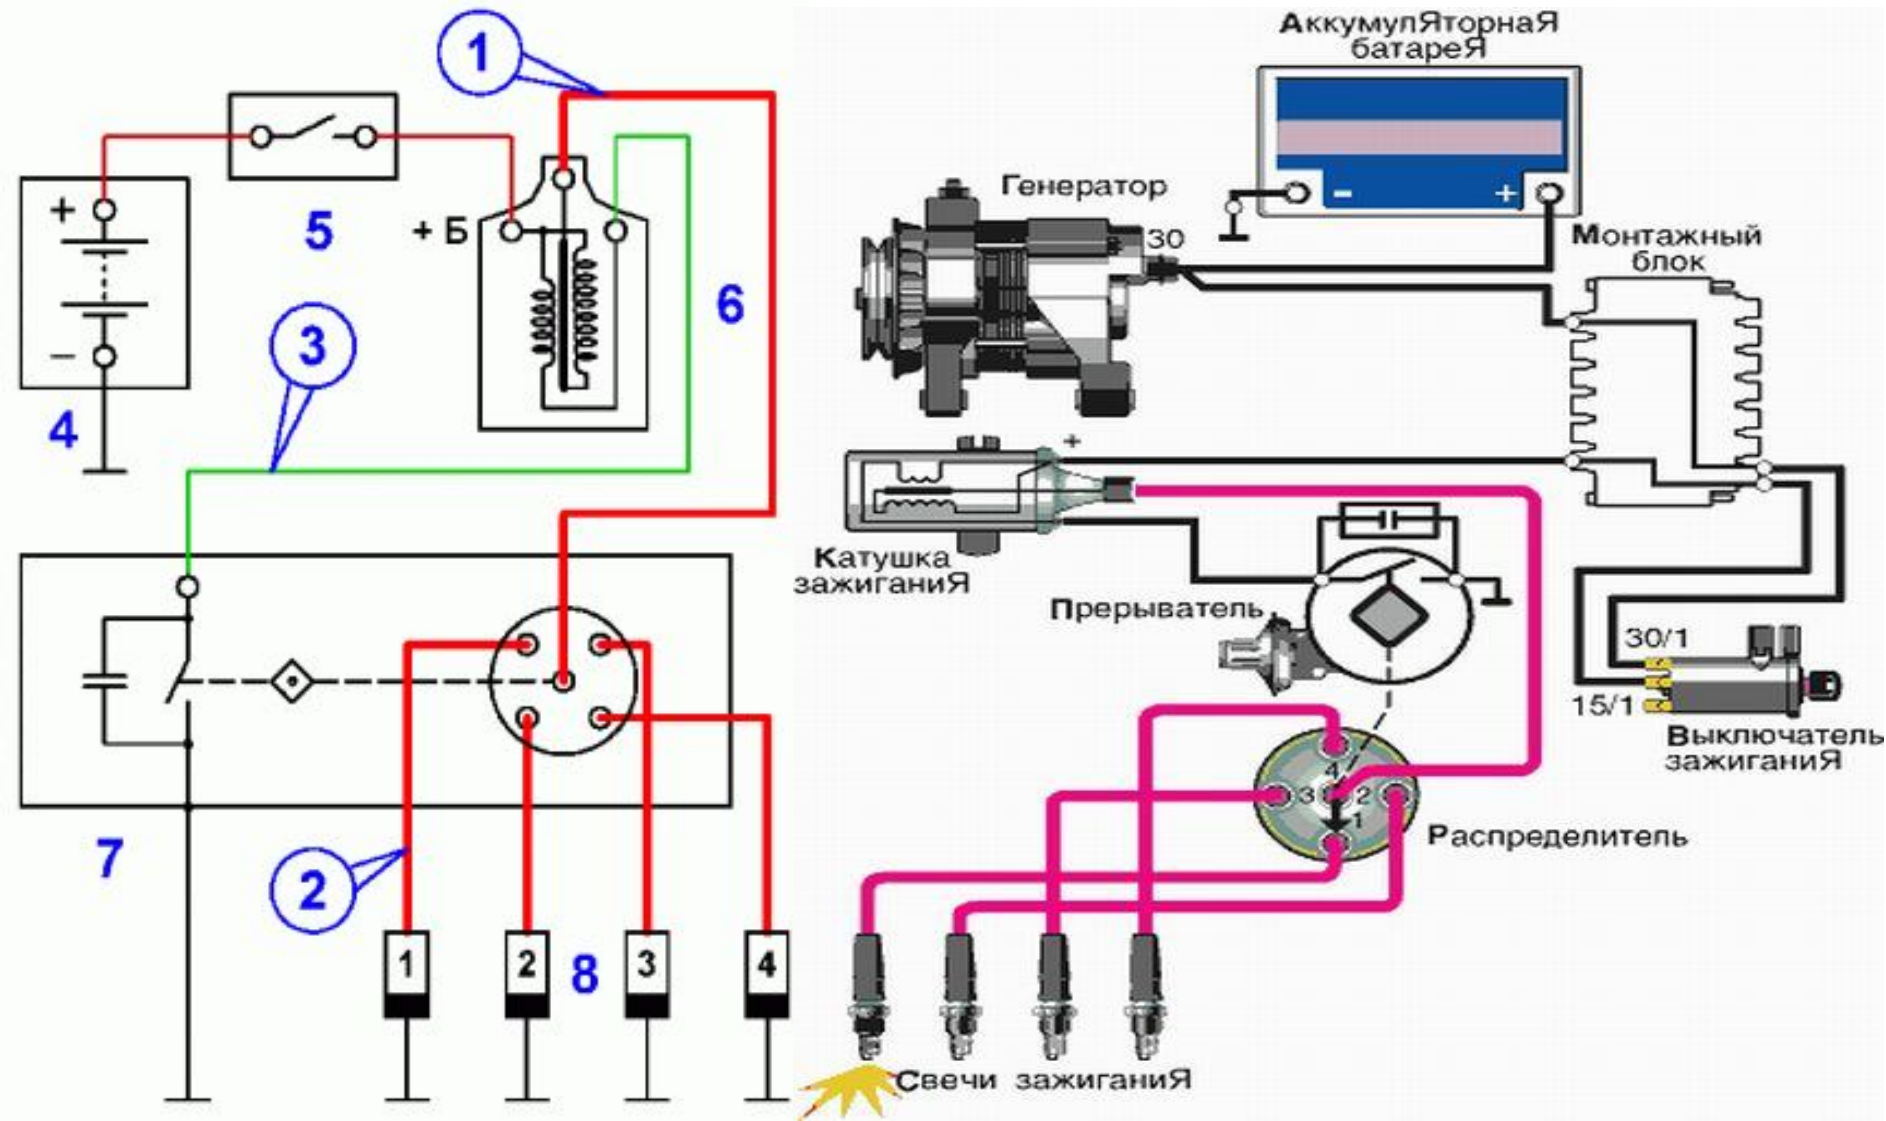 1
5
+
+ Б
3
6
–
4
7
2
1
2
8
3
4
АккумулЯторнаЯ
батареЯ
–
+
Генератор
30
Монтажный
блок
+
Катушка
зажиганиЯ
Прерыватель
30/1
15/1
Выключатель
зажиганиЯ
4
3
2
1
Распределитель
Свечи зажиганиЯ